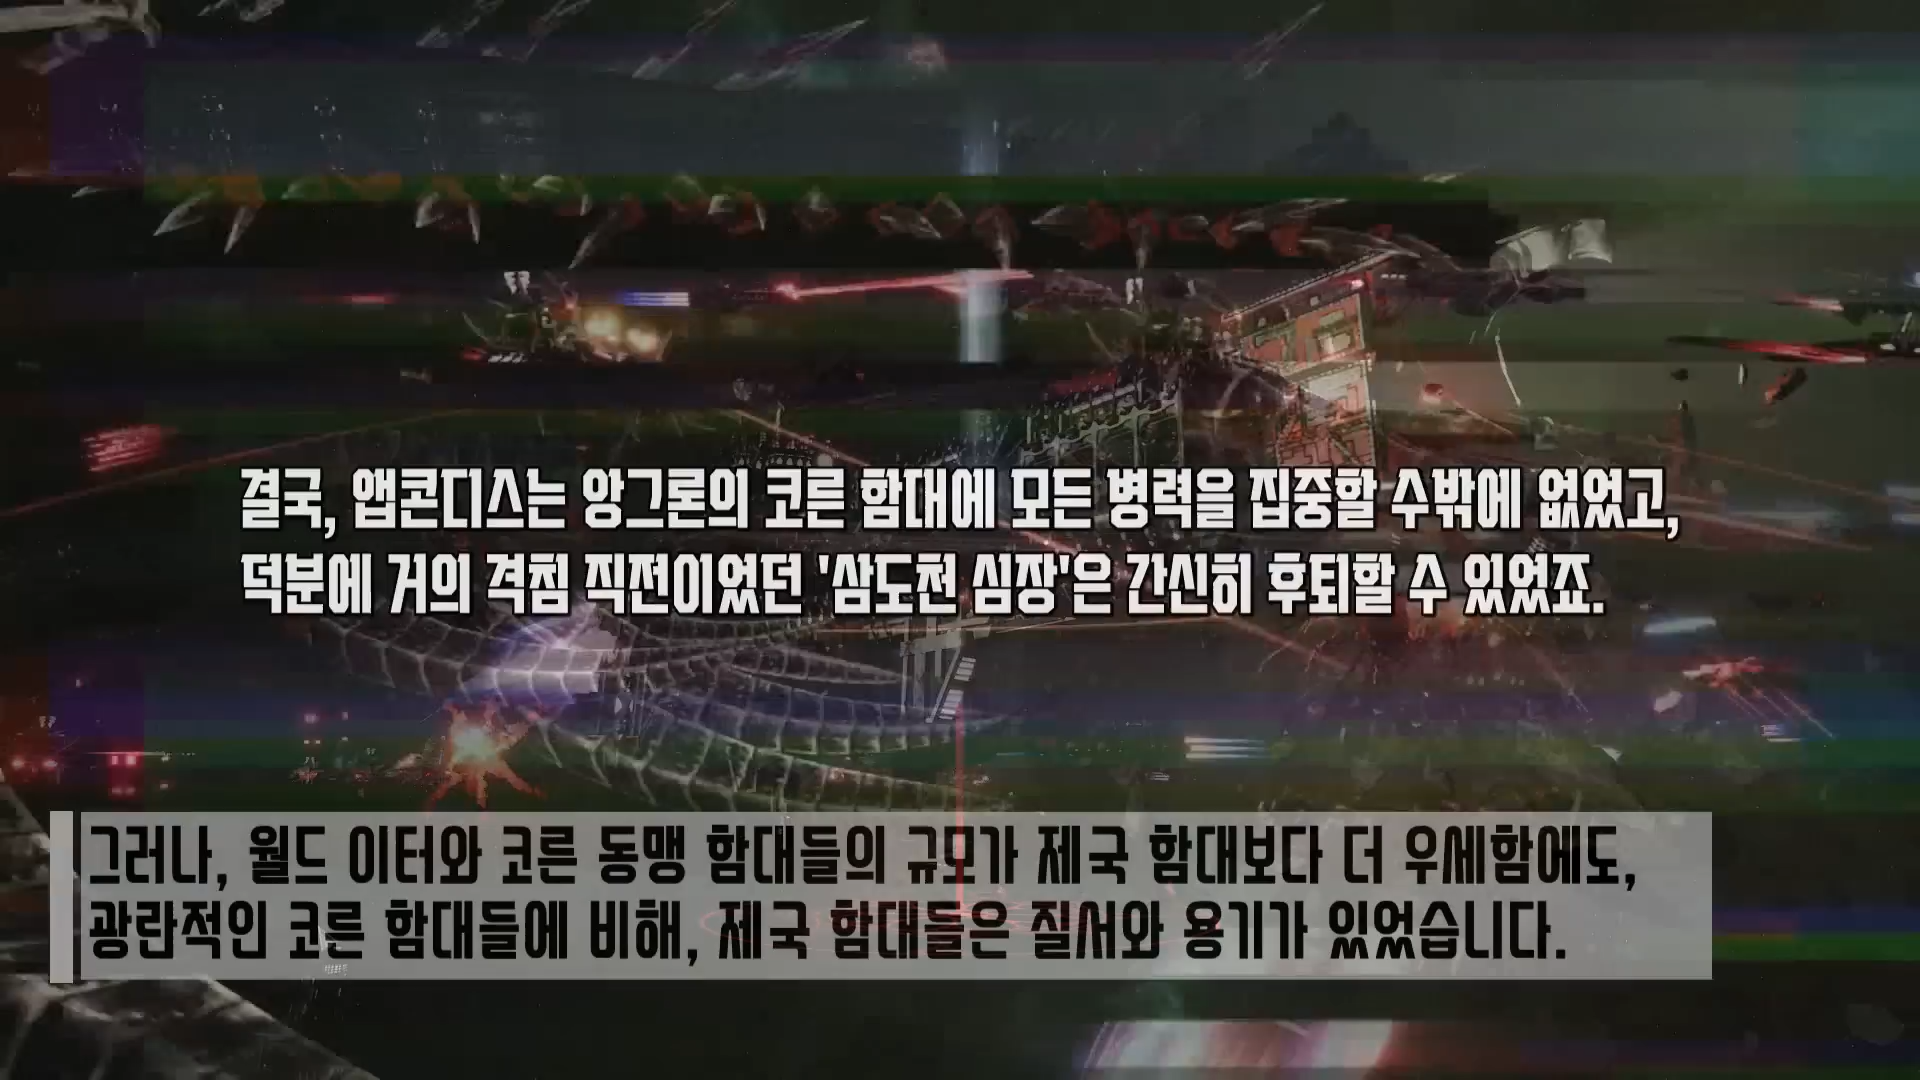 결국, 앱콘디스는 앙그론의 코른 함대에 모든 병력을 집중할 수밖에 없었고,
덕분에 거의 격침 직전이었던 '삼도천 심장'은 간신히 후퇴할 수 있었죠.
그러나, 월드 이터와 코른 동맹 함대들의 규모가 제국 함대보다 더 우세함에도,
광란적인 코른 함대들에 비해, 제국 함대들은 질서와 용기가 있었습니다.